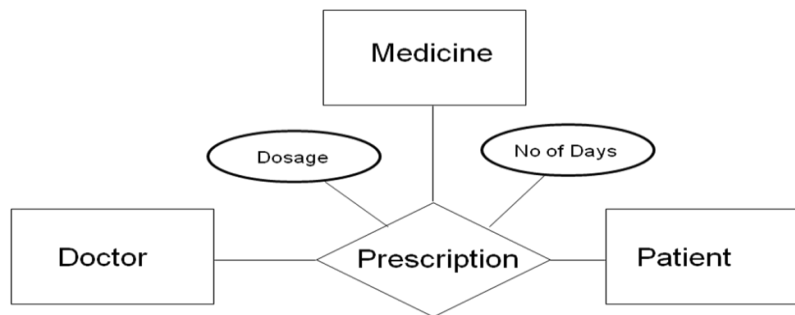 Medicine
Dosage
No of Days
Doctor
Prescription
Patient